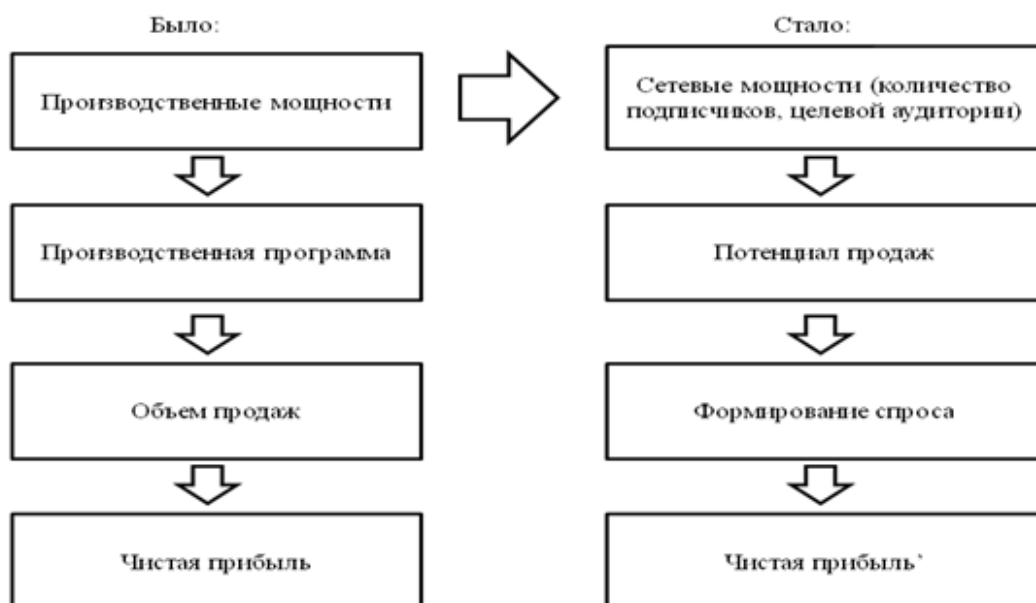 Было:
Производственные мощности
Производственная программа
Объем продаж
Чистая прибыль
Стало:
Сетевые мощности (количество
подписчиков, целевой аудитории)
Потенциал продаж
Формирование спроса
Чистая прибыль`